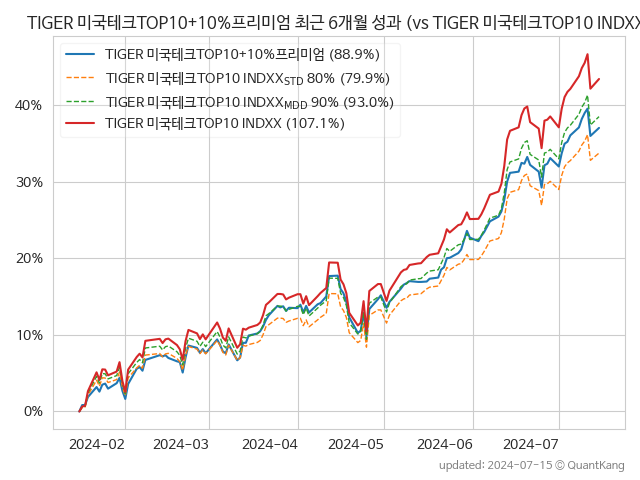 TIGER 미국테크TOP10+10%프리미엄 최근 6개월 성과 (vs TIGER 미국테크TOP10 INDXX
TIGER 미국테크TOP10+10%프리미엄 (88.9%)
TIGER 미국테크TOP10 INDXX_STD 80% (79.9%)
TIGER 미국테크TOP10 INDXX_MDD 90% (93.0%)
TIGER 미국테크TOP10 INDXX (107.1%)
40%
30%
20%
10%
0%
2024-02 2024-03 2024-04 2024-05 2024-06 2024-07
updated: 2024-07-15 © QuantKang